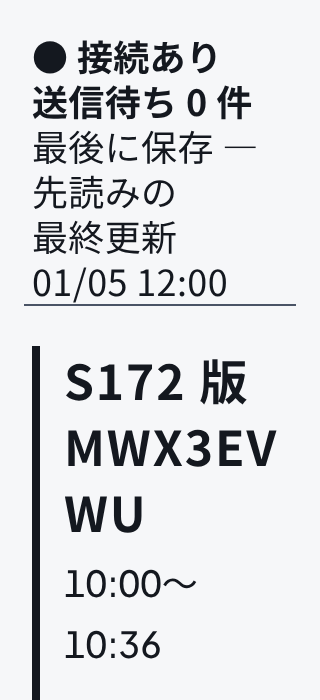 ● 接続あり
送信待ち 0 件
最後に保存 —
先読みの
最終更新
01/05 12:00
S172 版
MWX3EV
WU
10:00〜
10:36